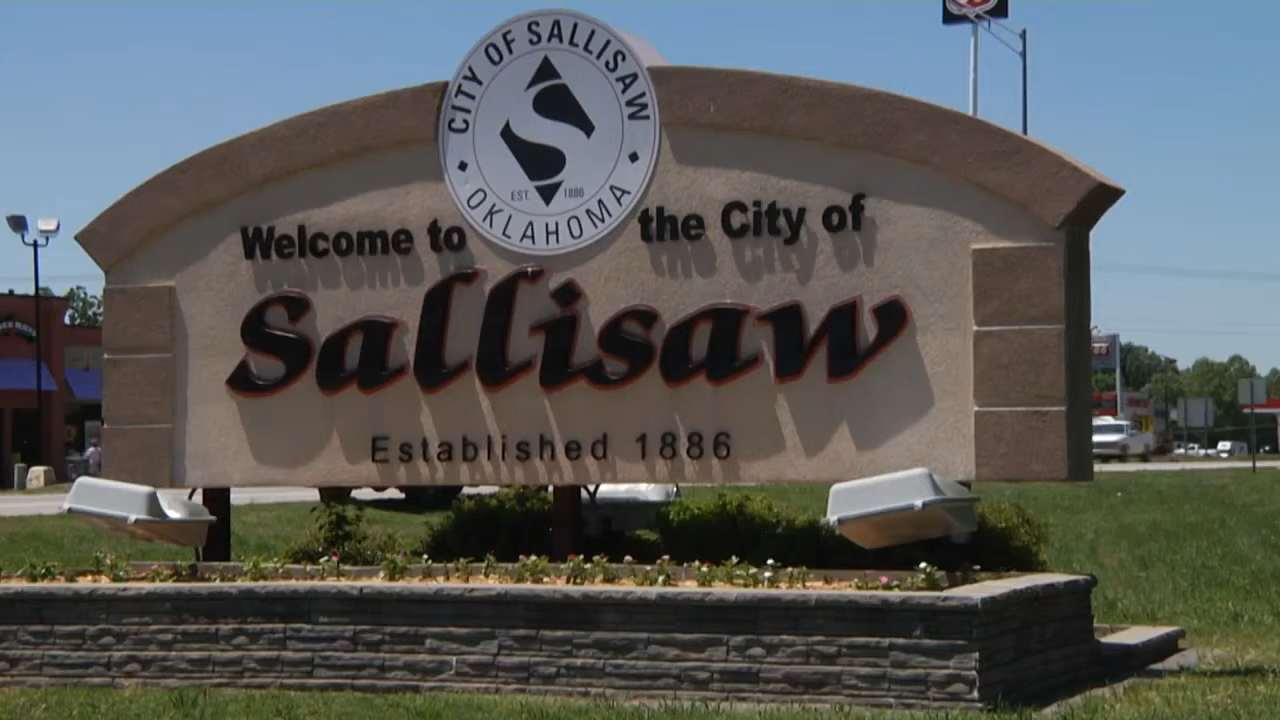 CITY OF SALLISAW
EST. 1886
OKLAHOMA
Welcome to the City of
Sallisaw
Established 1886